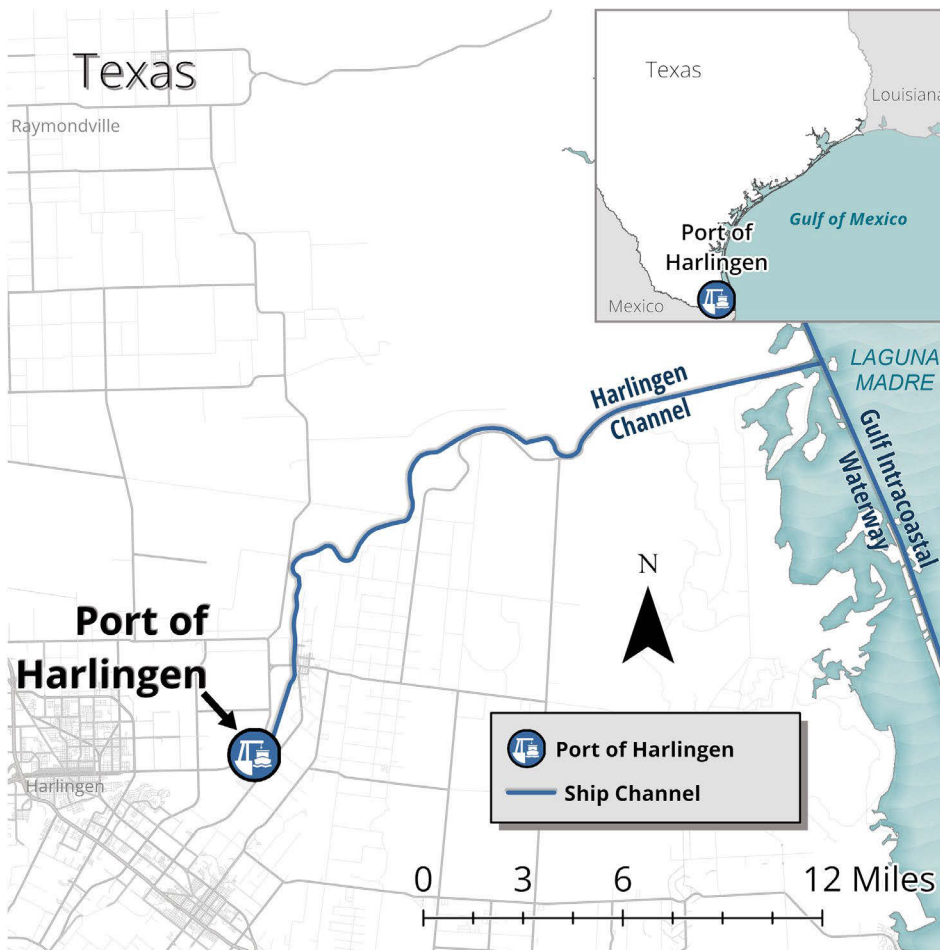 Texas
Raymondville
Texas
Louisiana
Gulf of Mexico
Port of
Harlingen
Mexico
LAGUNA
MADRE
Harlingen
Channel
Gulf Intracoastal
Waterway
N
Port of
Harlingen
Harlingen
Port of Harlingen
Ship Channel
0 3 6 12 Miles